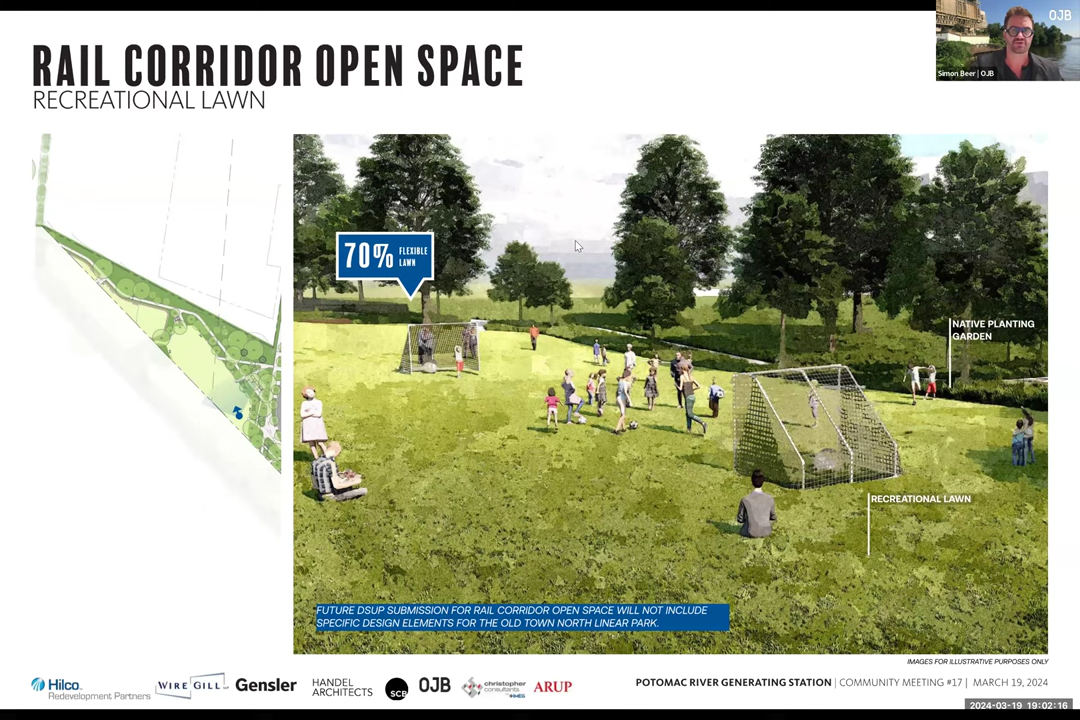 RAIL CORRIDOR OPEN SPACE
RECREATIONAL LAWN
OJB
Simon Beer | OJB
70% FLEXIBLE
LAWN
NATIVE PLANTING
GARDEN
RECREATIONAL LAWN
FUTURE DSUP SUBMISSION FOR RAIL CORRIDOR OPEN SPACE WILL NOT INCLUDE
SPECIFIC DESIGN ELEMENTS FOR THE OLD TOWN NORTH LINEAR PARK.
IMAGES FOR ILLUSTRATIVE PURPOSES ONLY
Hilco
Redevelopment Partners
WIRE GILL
Gensler
HANDEL
ARCHITECTS
SCB
OJB
christopher
consultants
ARUP
POTOMAC RIVER GENERATING STATION | COMMUNITY MEETING #17 | MARCH 19, 2024
2024-03-19 19:02:16